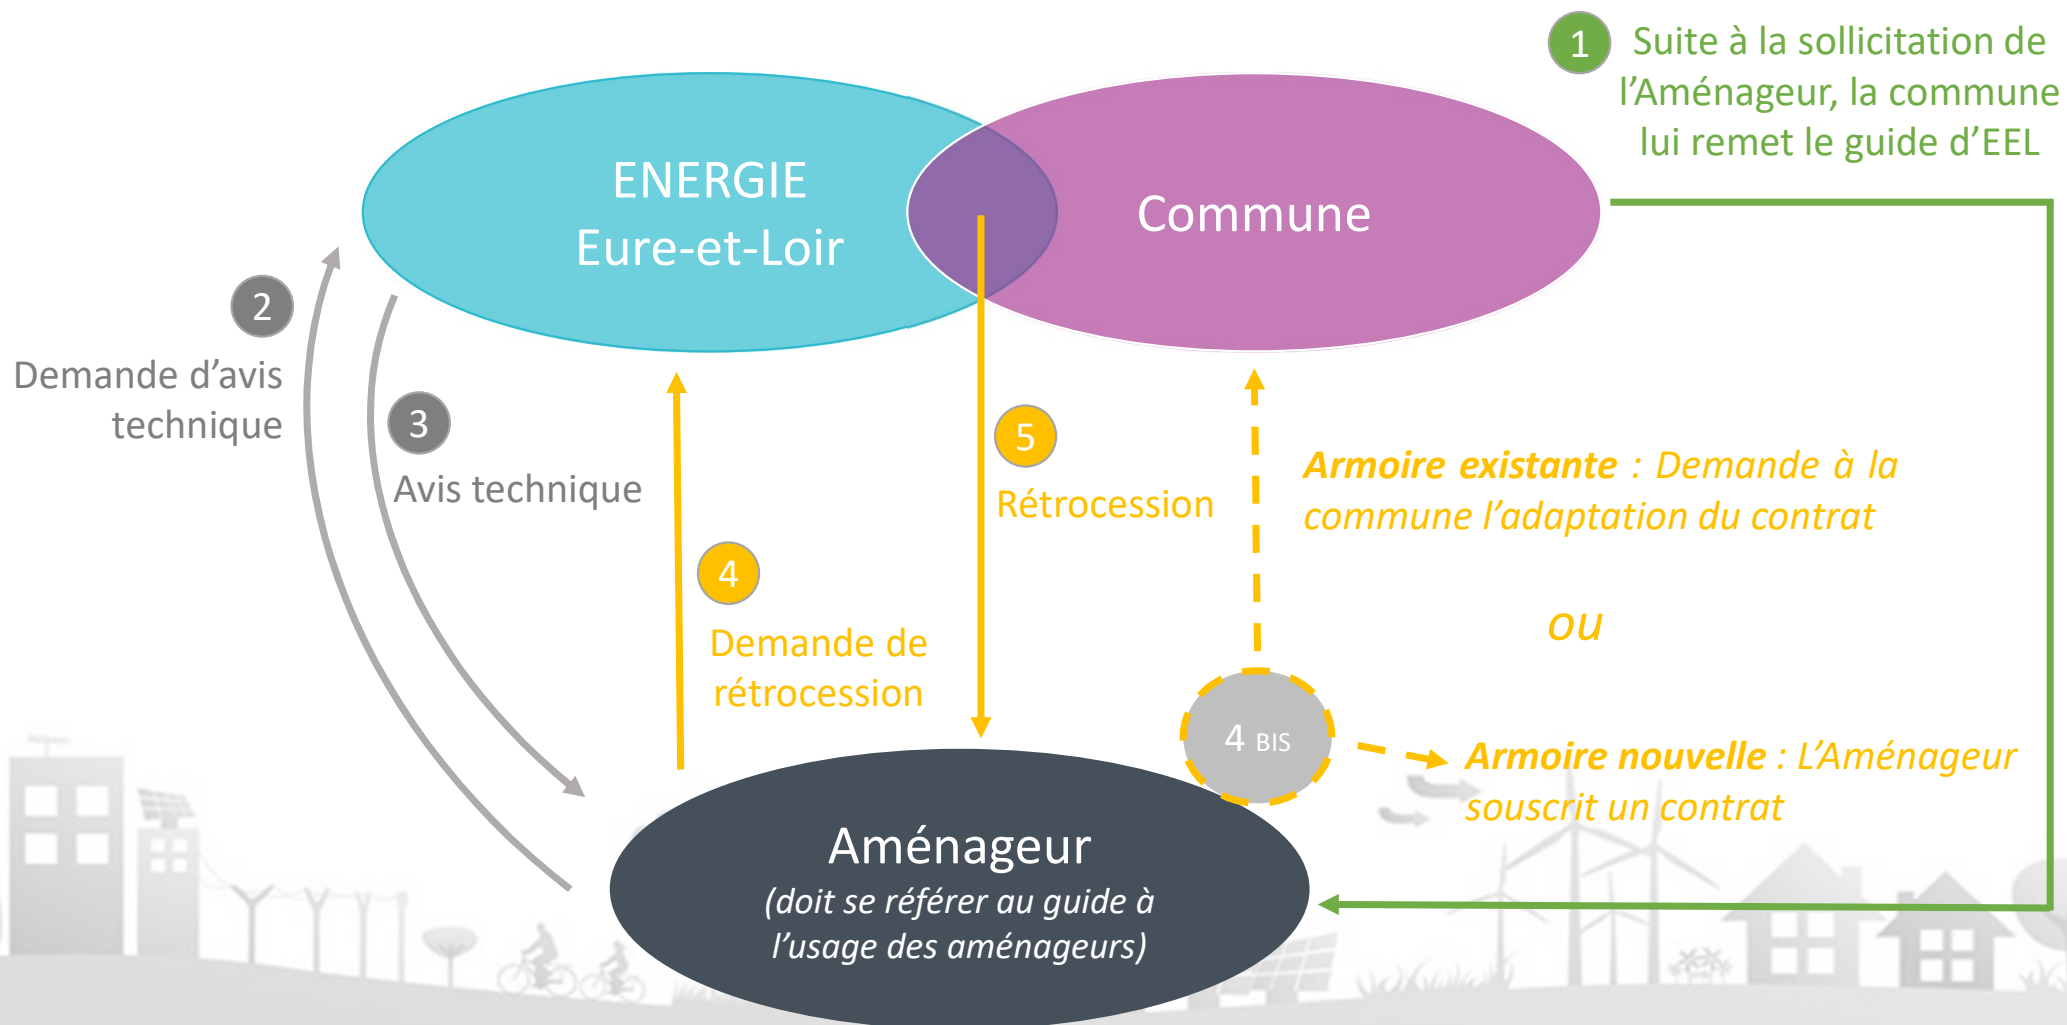 1
Suite à la sollicitation de
l’Aménageur, la commune
lui remet le guide d’EEL
ENERGIE
Eure-et-Loir
Commune
2
Demande d’avis
technique
3
Avis technique
4
Demande de
rétrocession
5
Rétrocession
Armoire existante : Demande à la
commune l’adaptation du contrat
ou
4 BIS
Armoire nouvelle : L’Aménageur
souscrit un contrat
Aménageur
(doit se référer au guide à
l’usage des aménageurs)